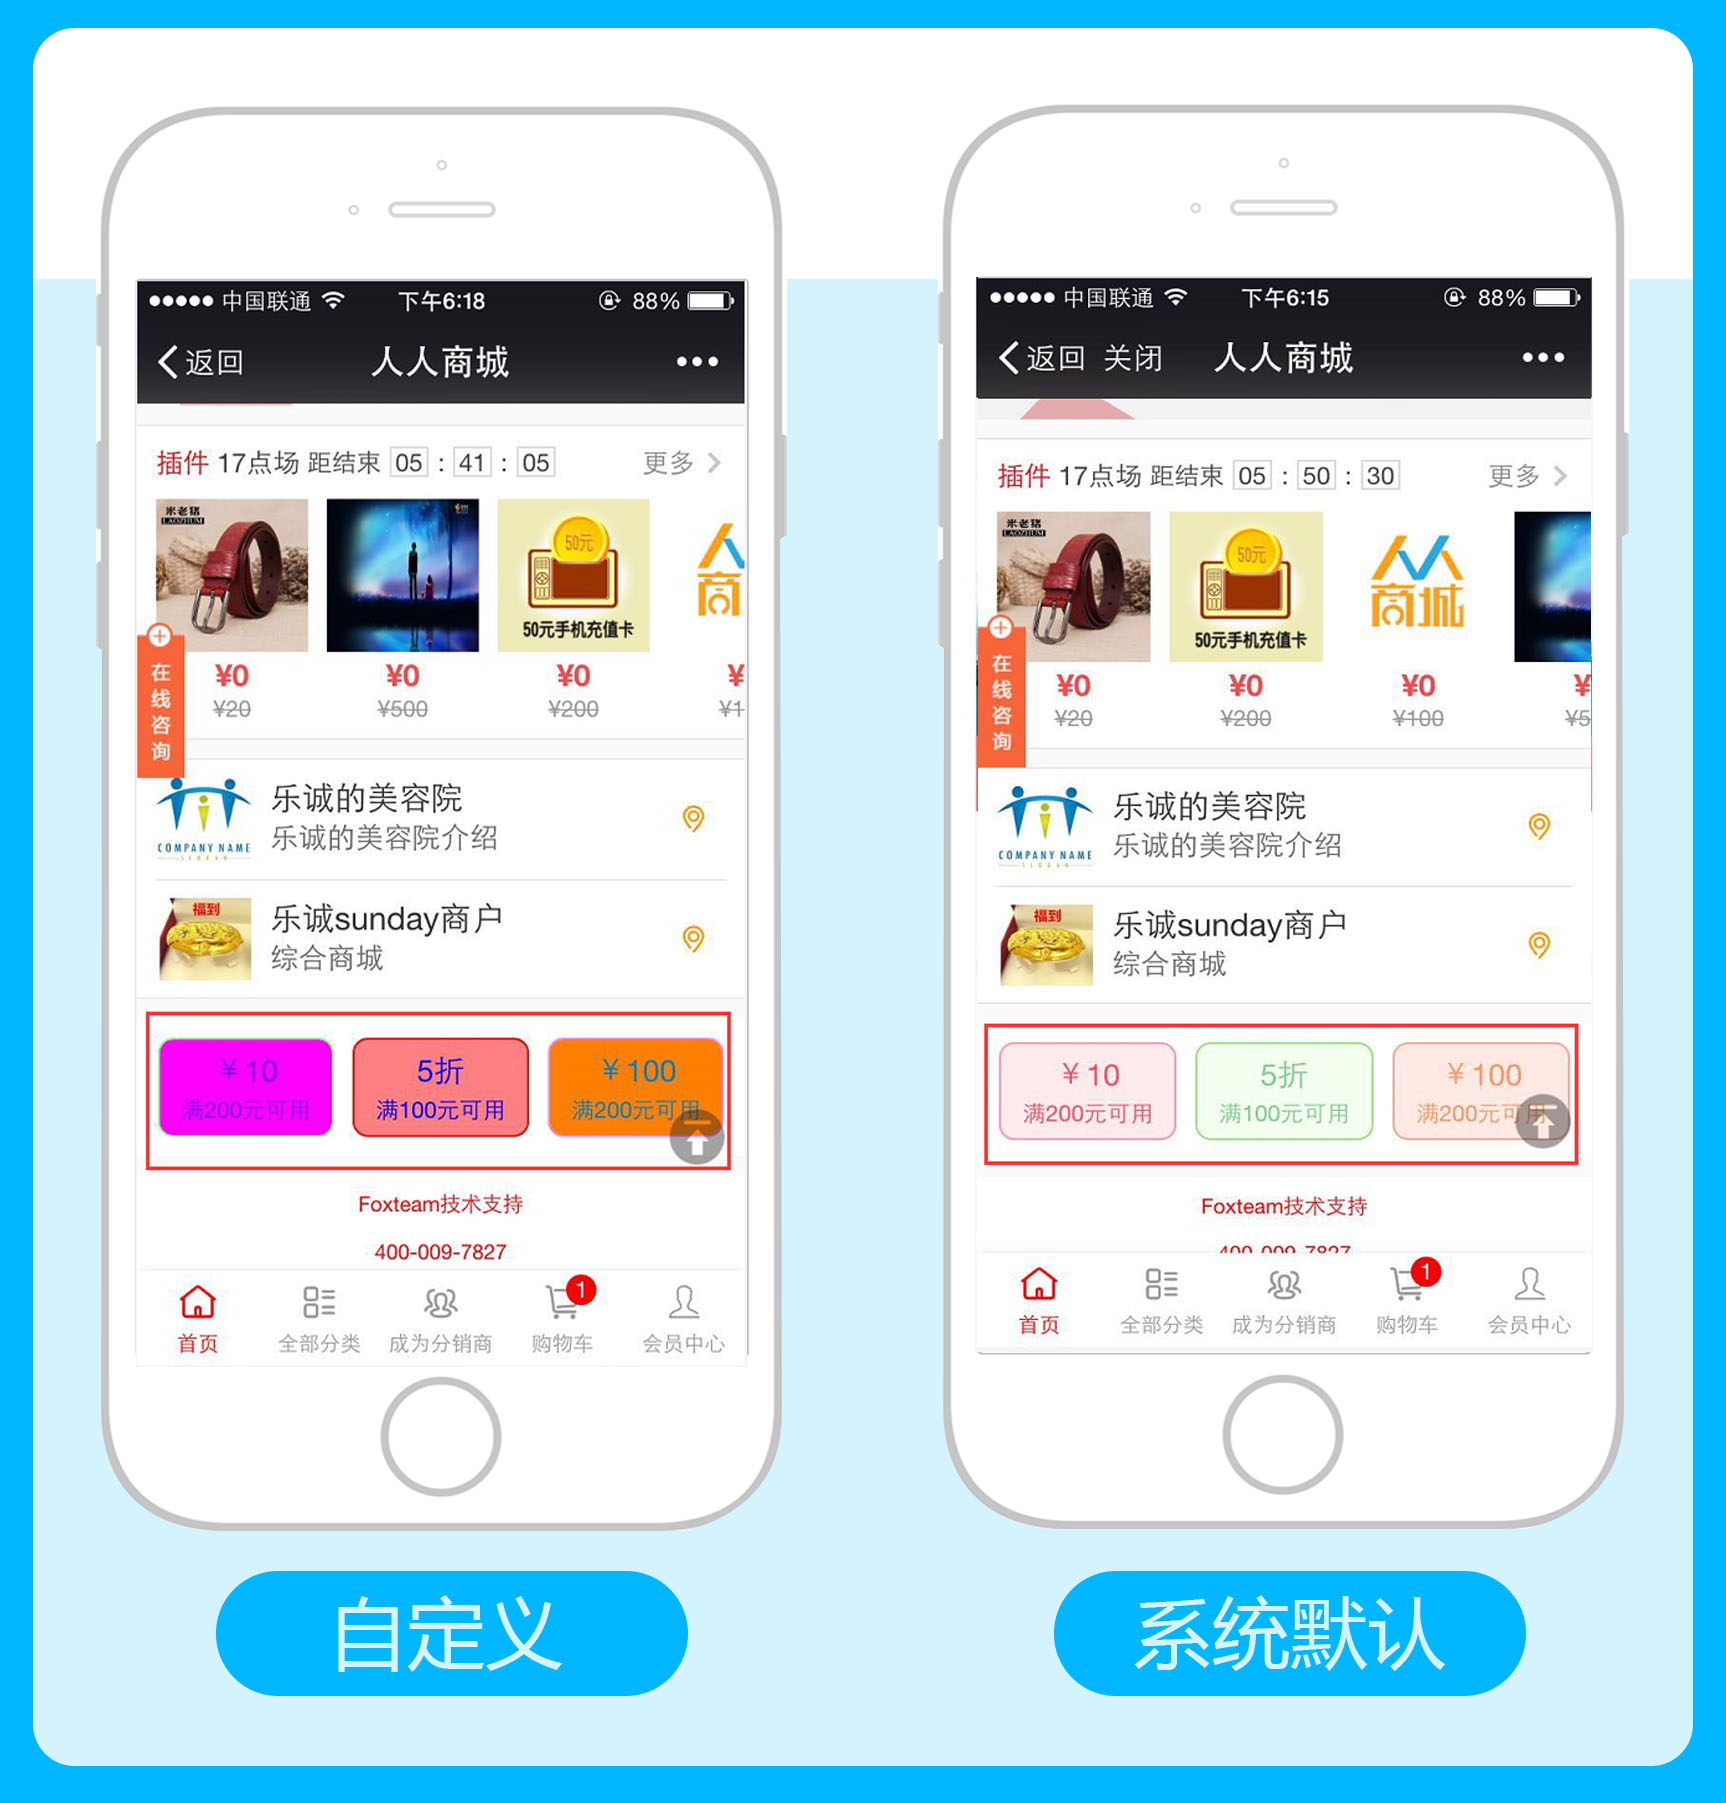 中国联通 下午6:18 88%
返回 人人商城
插件 17点场 距结束 05 : 41 : 05 更多
米老猪
LAOZHUM
50元
50元手机充值卡
人
商
¥0 ¥0 ¥0 ¥
¥20 ¥500 ¥200 ¥1
在线咨询
乐诚的美容院
乐诚的美容院介绍
COMPANY NAME
福到
乐诚sunday商户
综合商城
¥10 5折 ¥100
满200元可用 满100元可用 满200元可用
Foxteam技术支持
400-009-7827
1
首页 全部分类 成为分销商 购物车 会员中心
自定义
中国联通 下午6:15 88%
返回 关闭 人人商城
插件 17点场 距结束 05 : 50 : 30 更多
米老猪
LAOZHUM
50元
50元手机充值卡
人人
商城
¥0 ¥0 ¥0 ¥
¥20 ¥200 ¥100 ¥5
在线咨询
乐诚的美容院
乐诚的美容院介绍
COMPANY NAME
福到
乐诚sunday商户
综合商城
¥10 5折 ¥100
满200元可用 满100元可用 满200元可用
Foxteam技术支持
400-009-7827
1
首页 全部分类 成为分销商 购物车 会员中心
系统默认